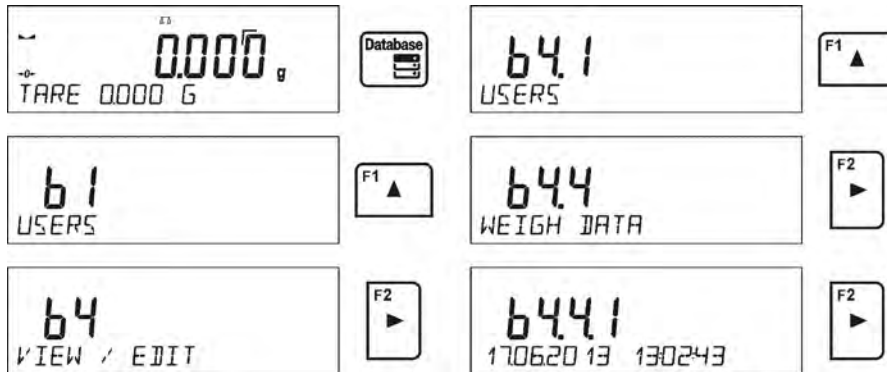 0.000 g
TARE 0.000 G
Database
b1
USERS
F1
b4
VIEW / EDIT
F2
b4.1
USERS
F1
b4.4
WEIGH DATA
F2
b4.4.1
17.06.2013 13:02:43
F2